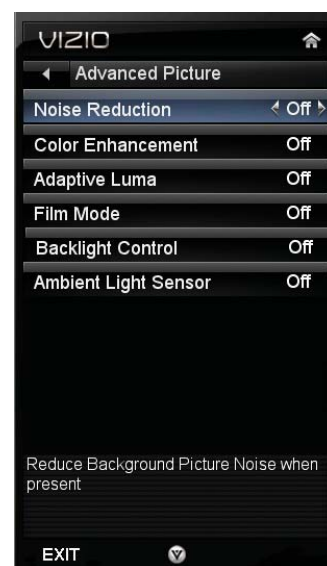 VIZIO
Advanced Picture
Noise Reduction Off
Color Enhancement Off
Adaptive Luma Off
Film Mode Off
Backlight Control Off
Ambient Light Sensor Off
Reduce Background Picture Noise when
present
EXIT